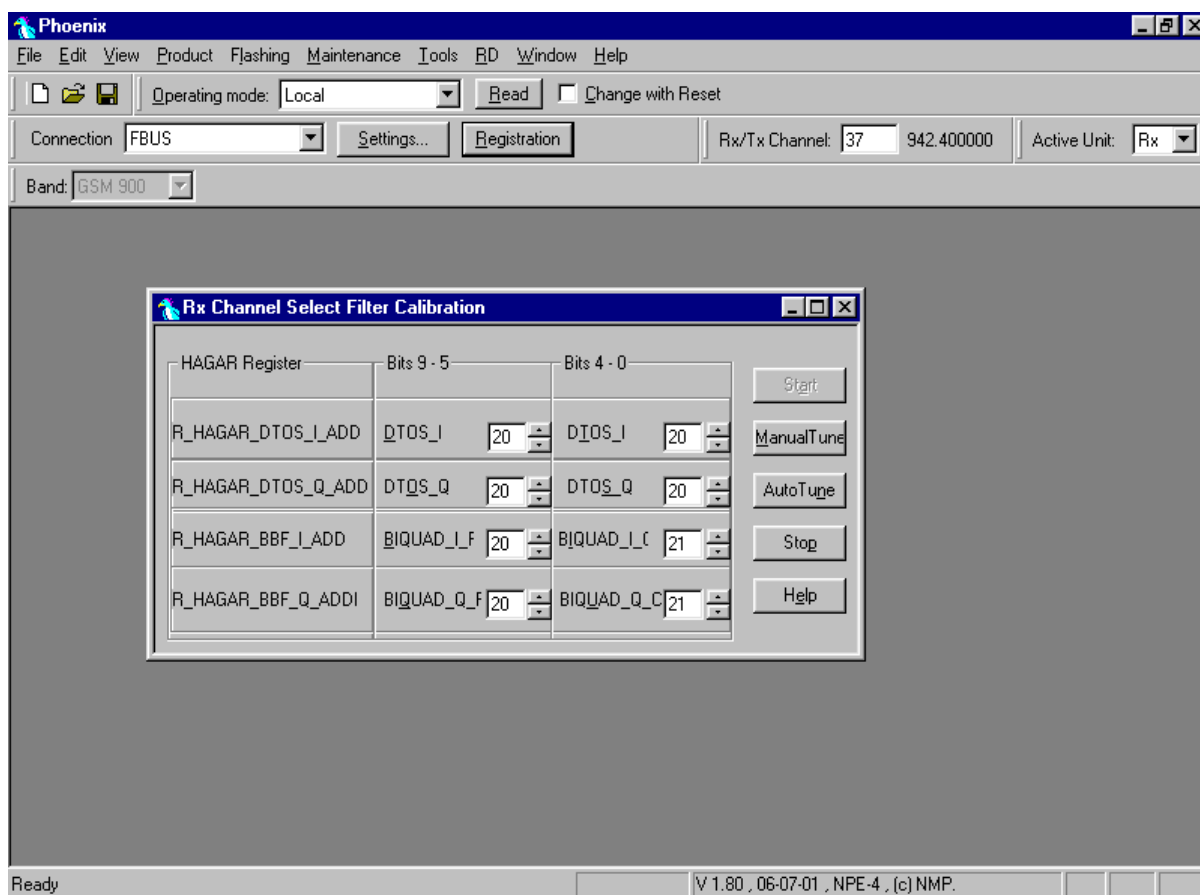 Phoenix
File Edit View Product Flashing Maintenance Tools RD Window Help
Operating mode: Local Read Change with Reset
Connection FBUS Settings... Registration Rx/Tx Channel: 37 942.400000 Active Unit: Rx
Band: GSM 900
Rx Channel Select Filter Calibration
HAGAR Register Bits 9 - 5 Bits 4 - 0
Start
R_HAGAR_DTOS_I_ADD DTOS_I 20 DTOS_I 20 ManualTune
R_HAGAR_DTOS_Q_ADD DTOS_Q 20 DTOS_Q 20 AutoTune
R_HAGAR_BBF_I_ADD BIQUAD_I_F 20 BIQUAD_I_C 21 Stop
R_HAGAR_BBF_Q_ADDI BIQUAD_Q_F 20 BIQUAD_Q_C 21 Help
Ready V 1.80 , 06-07-01 , NPE-4 , (c) NMP.